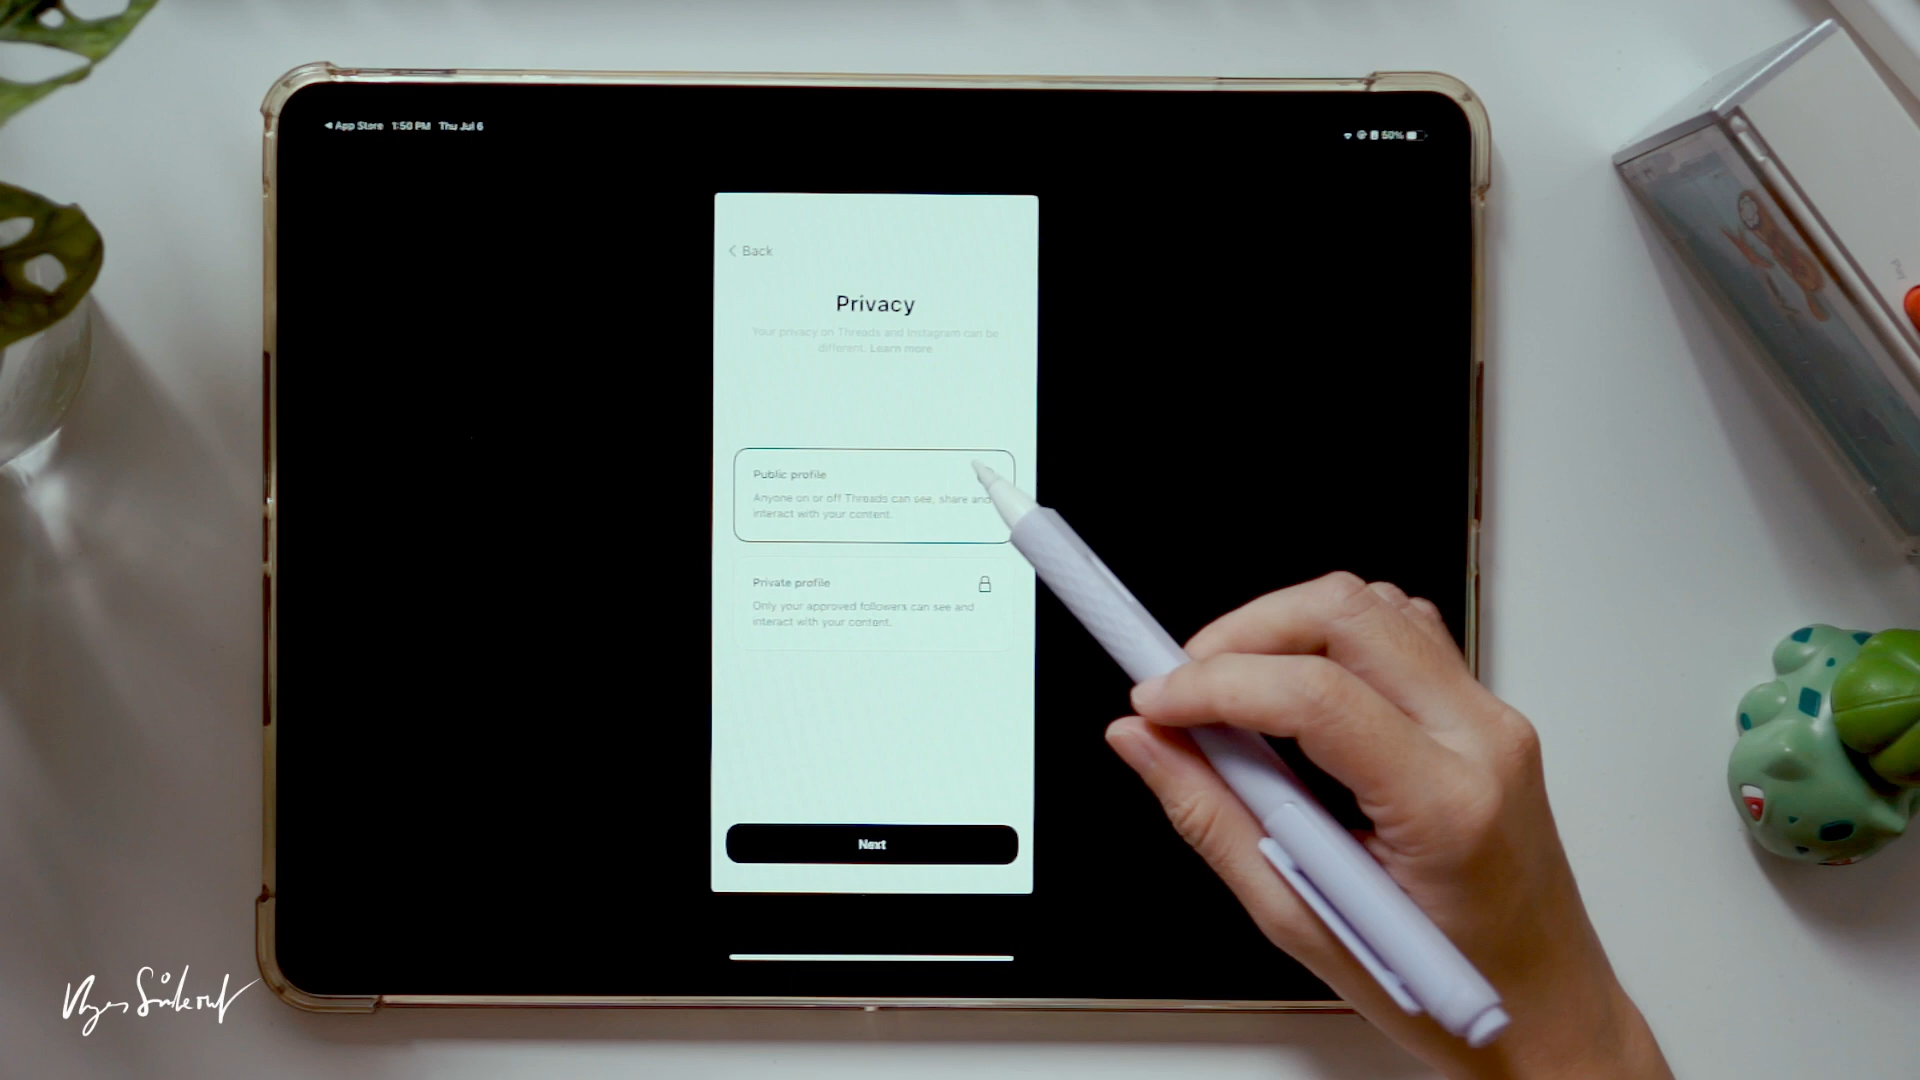 App Store 1:50 PM Thu Jul 6
50%
Back
Privacy
Your privacy on Threads and Instagram can be
different. Learn more
Public profile
Anyone on or off Threads can see, share and
interact with your content.
Private profile
Only your approved followers can see and
interact with your content.
Next